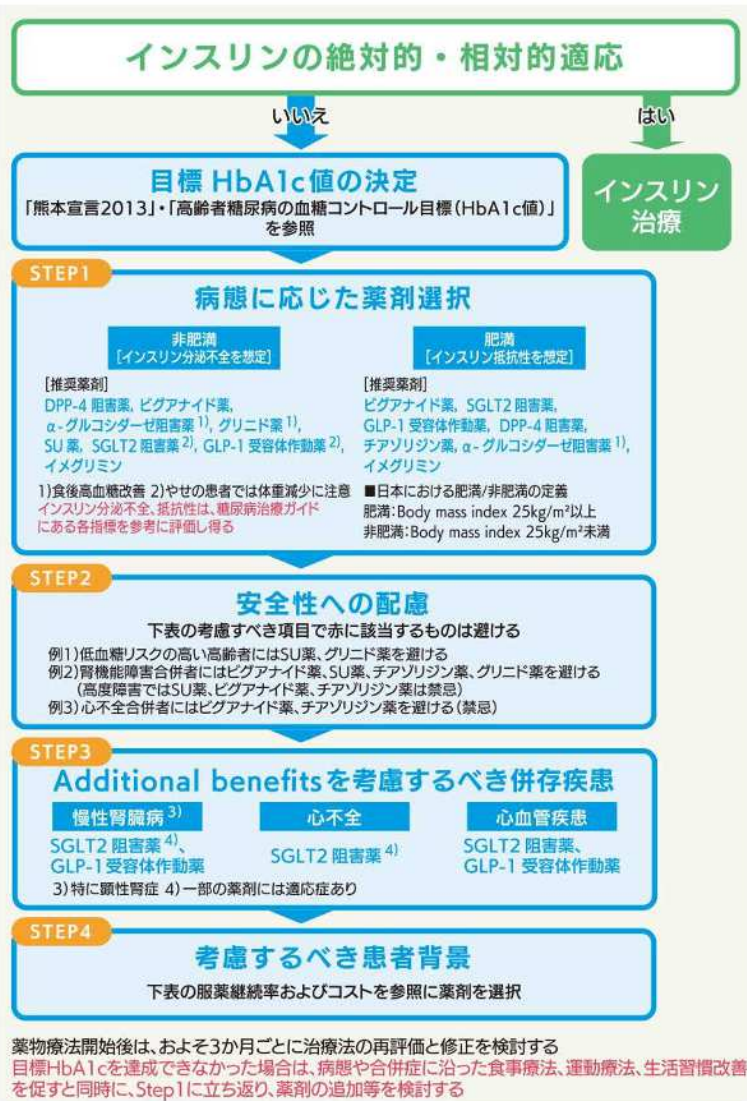 インスリンの絶対的・相対的適応
いいえ
はい
目標 HbA1c値の決定
「熊本宣言2013」・「高齢者糖尿病の血糖コントロール目標(HbA1c値)」
を参照
インスリン
治療
STEP1
病態に応じた薬剤選択
非肥満
[インスリン分泌不全を想定]
[推奨薬剤]
DPP-4 阻害薬, ビグアナイド薬,
α-グルコシダーゼ阻害薬1), グリニド薬1),
SU 薬, SGLT2 阻害薬2), GLP-1 受容体作動薬2),
イメグリミン
1)食後高血糖改善 2)やせの患者では体重減少に注意
インスリン分泌不全、抵抗性は、糖尿病治療ガイド
にある各指標を参考に評価し得る
肥満
[インスリン抵抗性を想定]
[推奨薬剤]
ビグアナイド薬, SGLT2 阻害薬,
GLP-1 受容体作動薬, DPP-4 阻害薬,
チアゾリジン薬, α-グルコシダーゼ阻害薬1),
イメグリミン
■日本における肥満/非肥満の定義
肥満:Body mass index 25kg/m²以上
非肥満:Body mass index 25kg/m²未満
STEP2
安全性への配慮
下表の考慮すべき項目で赤に該当するものは避ける
例1)低血糖リスクの高い高齢者にはSU薬、グリニド薬を避ける
例2)腎機能障害合併者にはビグアナイド薬、SU薬、チアゾリジン薬、グリニド薬を避ける
(高度障害ではSU薬、ビグアナイド薬、チアゾリジン薬は禁忌)
例3)心不全合併者にはビグアナイド薬、チアゾリジン薬を避ける(禁忌)
STEP3
Additional benefitsを考慮するべき併存疾患
慢性腎臓病3)
SGLT2 阻害薬4)、
GLP-1 受容体作動薬
心不全
SGLT2 阻害薬4)
心血管疾患
SGLT2 阻害薬、
GLP-1 受容体作動薬
3)特に顕性腎症 4)一部の薬剤には適応症あり
STEP4
考慮するべき患者背景
下表の服薬継続率およびコストを参照に薬剤を選択
薬物療法開始後は、およそ3か月ごとに治療法の再評価と修正を検討する
目標HbA1cを達成できなかった場合は、病態や合併症に沿った食事療法、運動療法、生活習慣改善
を促すと同時に、Step1に立ち返り、薬剤の追加等を検討する